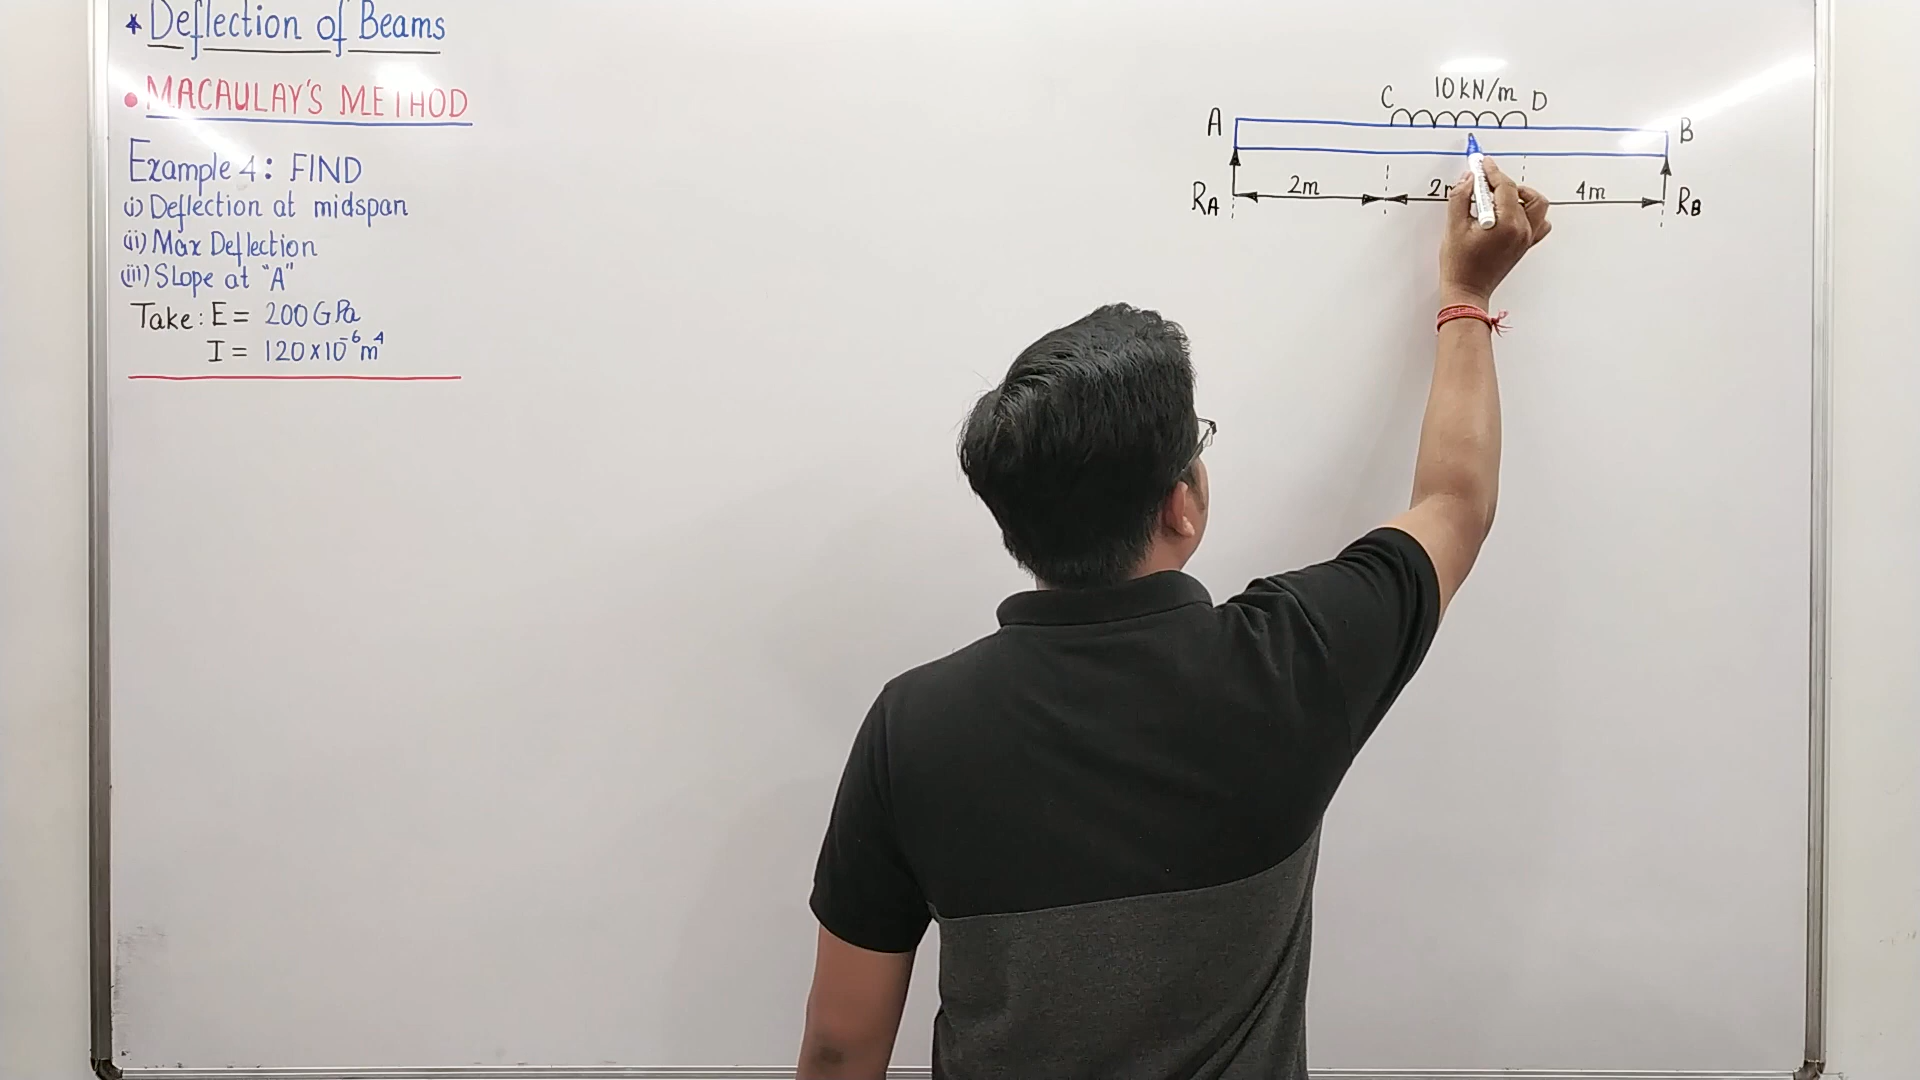 * Deflection of Beams
• MACAULAY'S METHOD
Example 4: FIND
i) Deflection at midspan
(ii) Max Deflection
(iii) Slope at "A"
Take: E = 200 GPa
I = 120×10⁻⁶ m⁴
C 10 kN/m D
A B
2m 4m
RA RB